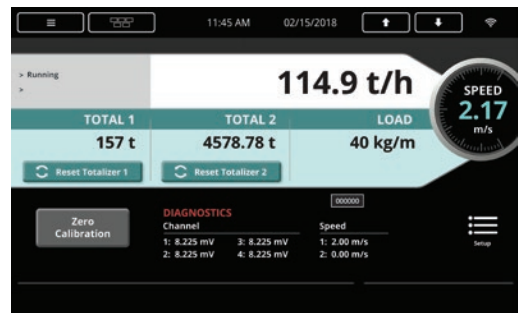 11:45 AM 02/15/2018
> Running
>
114.9 t/h
SPEED
2.17
m/s
TOTAL 1 TOTAL 2 LOAD
157 t 4578.78 t 40 kg/m
Reset Totalizer 1 Reset Totalizer 2
000000
Zero
Calibration
DIAGNOSTICS
Channel Speed
1: 8.225 mV 3: 8.225 mV 1: 2.00 m/s
2: 8.225 mV 4: 8.225 mV 2: 0.00 m/s
Setup